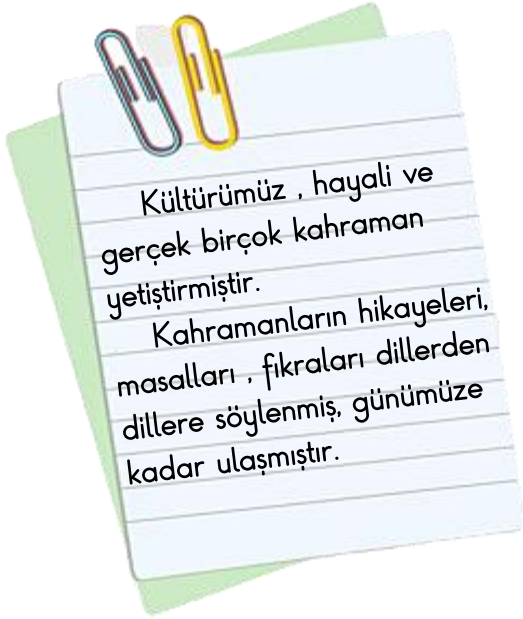 Kültürümüz , hayali ve
gerçek birçok kahraman
yetiştirmiştir.
Kahramanların hikayeleri,
masalları , fıkraları dillerden
dillere söylenmiş, günümüze
kadar ulaşmıştır.